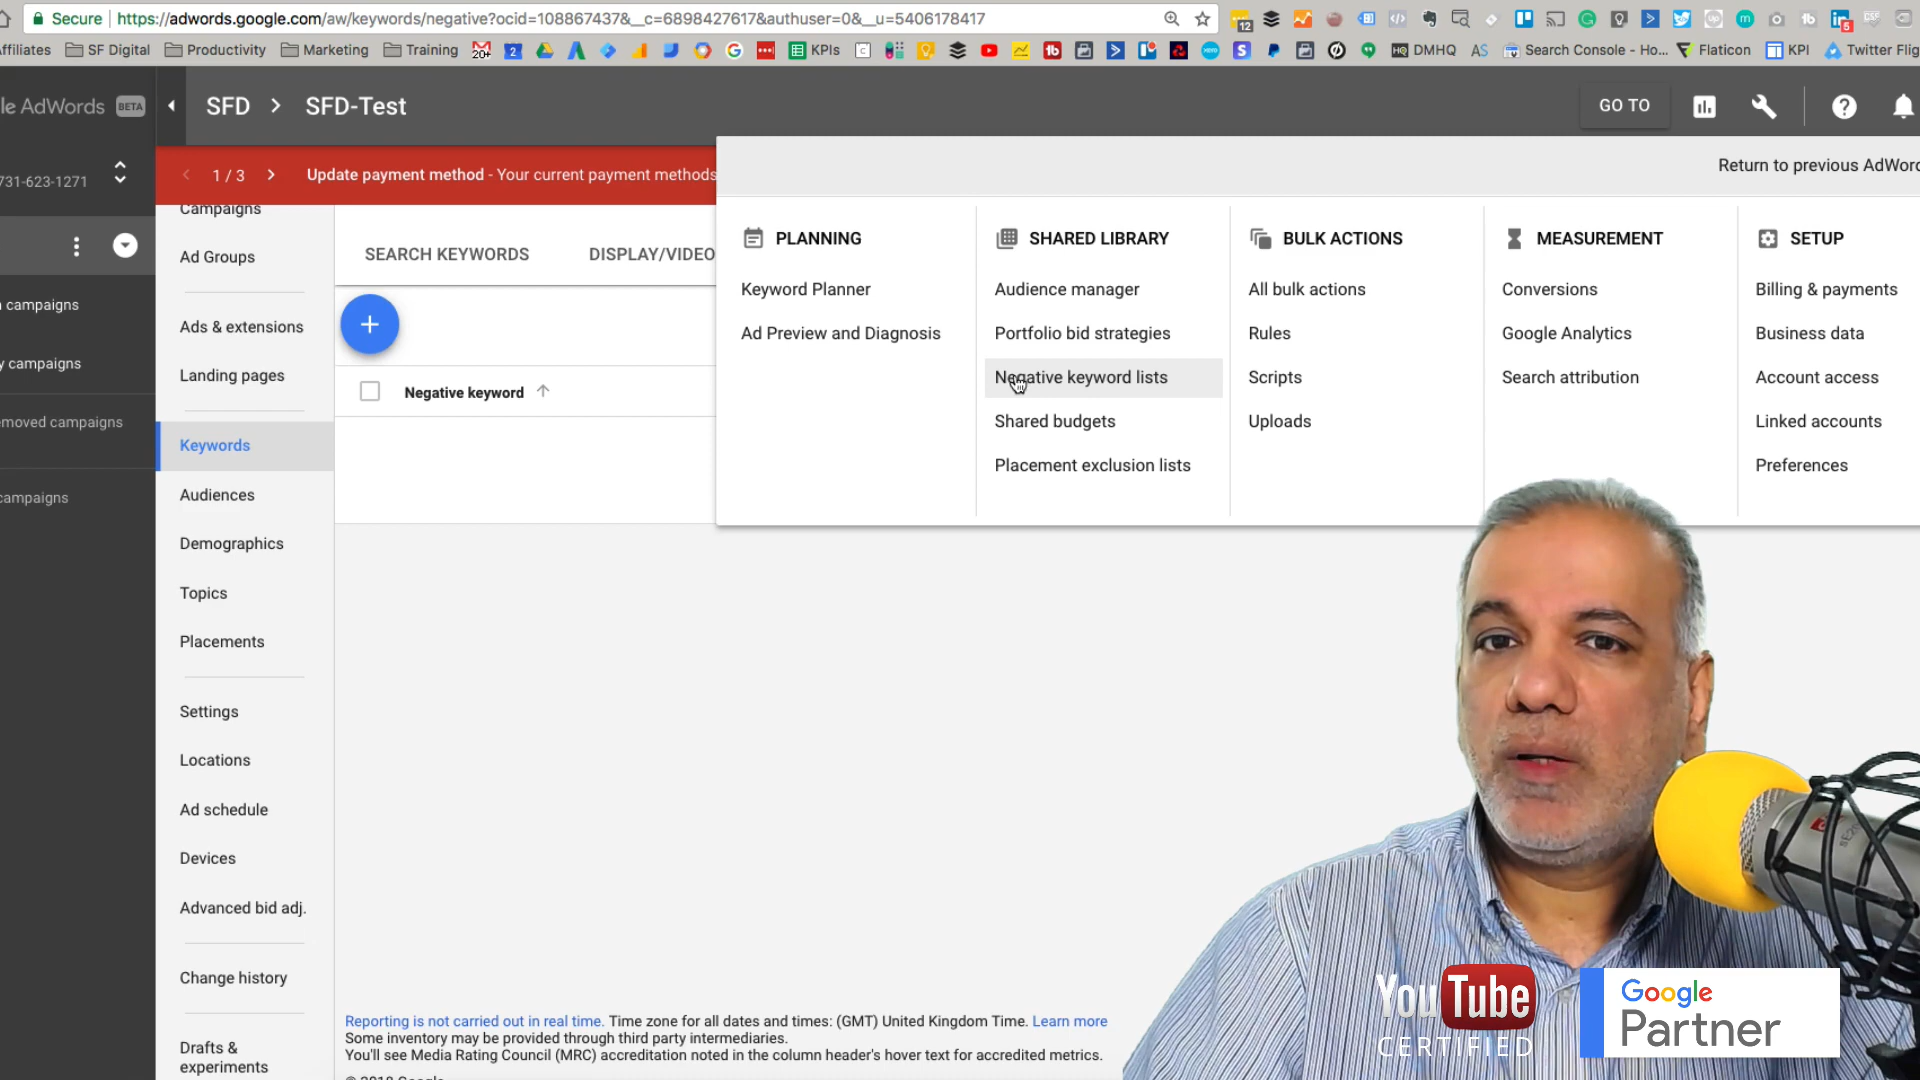 Secure https://adwords.google.com/aw/keywords/negative?ocid=108867437&__c=6898427617&authuser=0&__u=5406178417
ffiliates SF Digital Productivity Marketing Training KPIs DMHQ AS Search Console - Ho... Flaticon KPI Twitter Flig
le AdWords BETA SFD > SFD-Test GO TO
731-623-1271
1 / 3 Update payment method - Your current payment methods
Return to previous AdWor
campaigns
y campaigns
emoved campaigns
campaigns
Campaigns
Ad Groups
Ads & extensions
Landing pages
Keywords
Audiences
Demographics
Topics
Placements
Settings
Locations
Ad schedule
Devices
Advanced bid adj.
Change history
Drafts &
experiments
SEARCH KEYWORDS DISPLAY/VIDEO
Negative keyword
PLANNING
Keyword Planner
Ad Preview and Diagnosis
SHARED LIBRARY
Audience manager
Portfolio bid strategies
Negative keyword lists
Shared budgets
Placement exclusion lists
BULK ACTIONS
All bulk actions
Rules
Scripts
Uploads
MEASUREMENT
Conversions
Google Analytics
Search attribution
SETUP
Billing & payments
Business data
Account access
Linked accounts
Preferences
Reporting is not carried out in real time. Time zone for all dates and times: (GMT) United Kingdom Time. Learn more
Some inventory may be provided through third party intermediaries.
You'll see Media Rating Council (MRC) accreditation noted in the column header's hover text for accredited metrics.
YouTube
CERTIFIED
Google
Partner